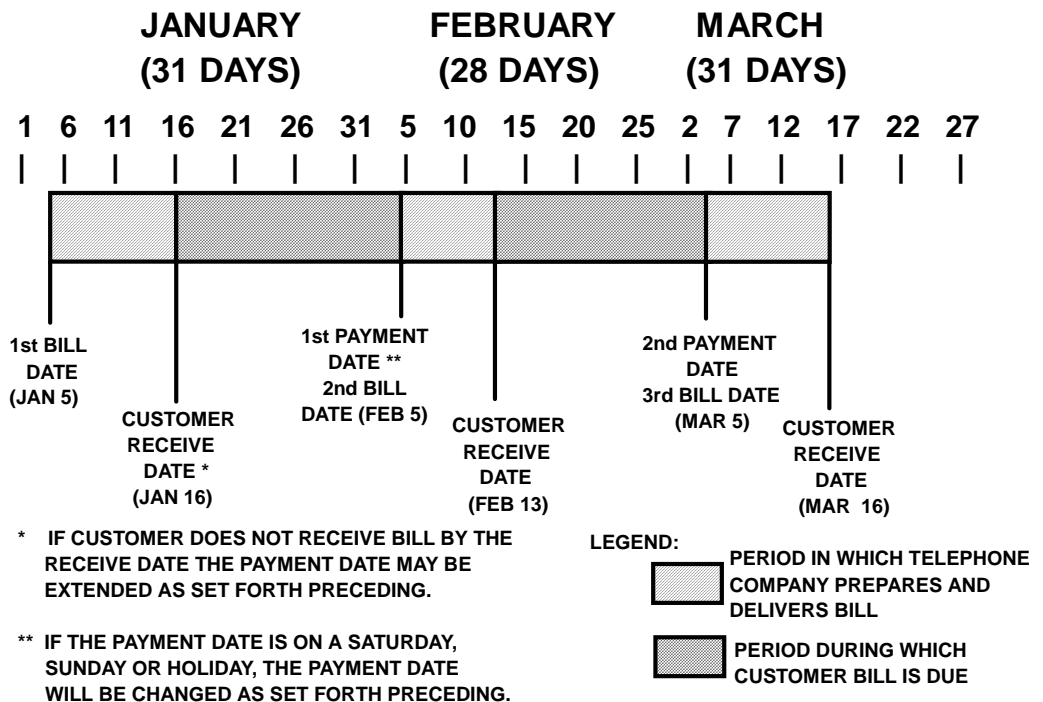 JANUARY FEBRUARY MARCH
(31 DAYS) (28 DAYS) (31 DAYS)
1 6 11 16 21 26 31 5 10 15 20 25 2 7 12 17 22 27
1st BILL
DATE
(JAN 5)
CUSTOMER
RECEIVE
DATE *
(JAN 16)
1st PAYMENT
DATE **
2nd BILL
DATE (FEB 5)
CUSTOMER
RECEIVE
DATE
(FEB 13)
2nd PAYMENT
DATE
3rd BILL DATE
(MAR 5)
CUSTOMER
RECEIVE
DATE
(MAR 16)
* IF CUSTOMER DOES NOT RECEIVE BILL BY THE
RECEIVE DATE THE PAYMENT DATE MAY BE
EXTENDED AS SET FORTH PRECEDING.
** IF THE PAYMENT DATE IS ON A SATURDAY,
SUNDAY OR HOLIDAY, THE PAYMENT DATE
WILL BE CHANGED AS SET FORTH PRECEDING.
LEGEND:
PERIOD IN WHICH TELEPHONE
COMPANY PREPARES AND
DELIVERS BILL
PERIOD DURING WHICH
CUSTOMER BILL IS DUE